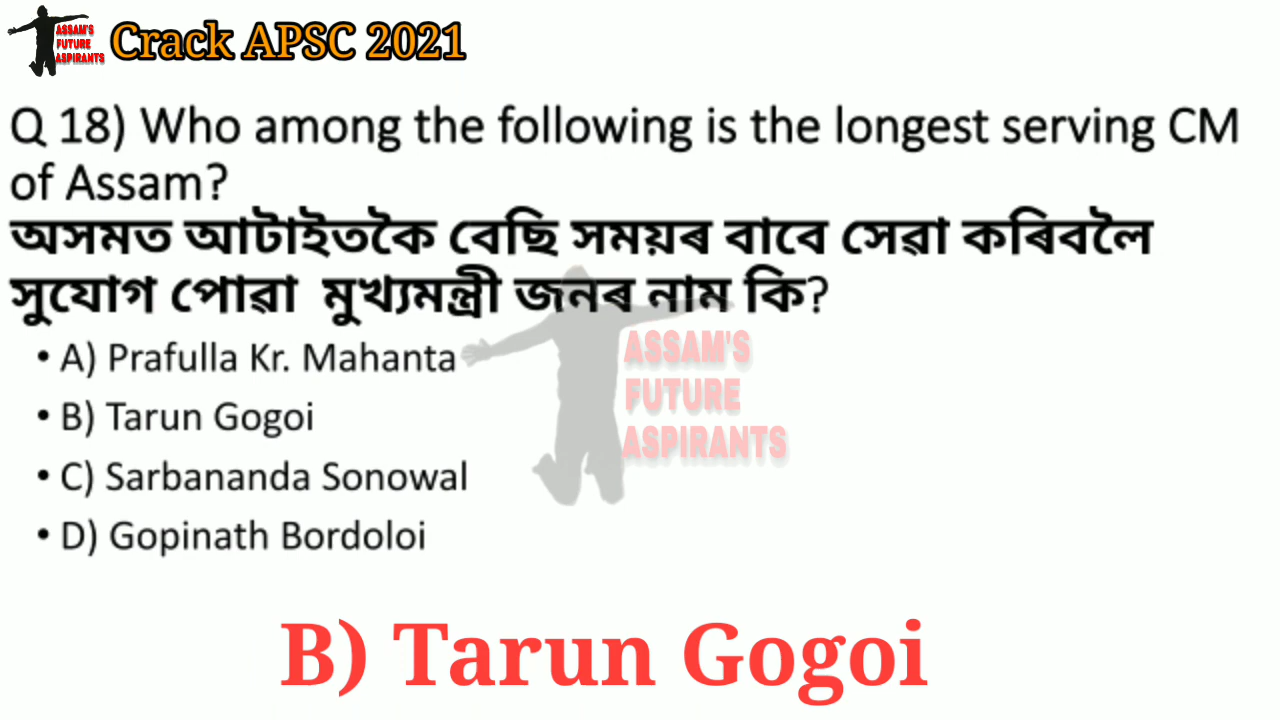 ASSAM'S
FUTURE
ASPIRANTS
Crack APSC 2021
Q 18) Who among the following is the longest serving CM
of Assam?
অসমত আটাইতকৈ বেছি সময়ৰ বাবে সেৱা কৰিবলৈ
সুযোগ পোৱা মুখ্যমন্ত্ৰী জনৰ নাম কি?
• A) Prafulla Kr. Mahanta
• B) Tarun Gogoi
• C) Sarbananda Sonowal
• D) Gopinath Bordoloi
ASSAM'S
FUTURE
ASPIRANTS
B) Tarun Gogoi